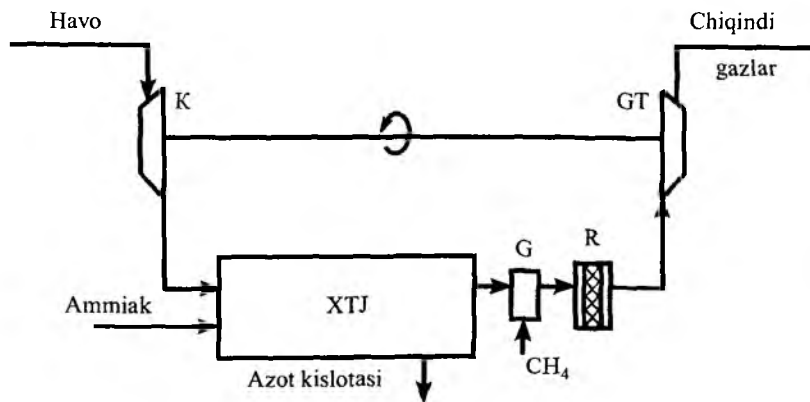 Havo
Chiqindi
gazlar
K
GT
G
R
Ammiak
XTJ
Azot kislotasi
CH₄